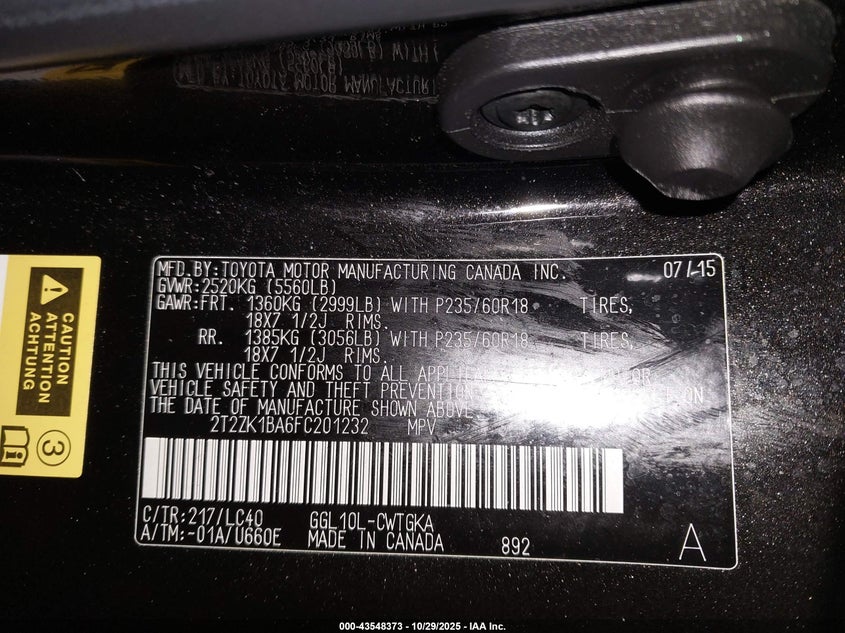 MFD.BY:TOYOTA MOTOR MANUFACTURING CANADA INC. 07/15
GVWR:2520KG (5560LB)
GAWR:FRT. 1360KG (2999LB) WITH P235/60R18 TIRES,
18X7 1/2J RIMS.
RR. 1385KG (3056LB) WITH P235/60R18 TIRES,
18X7 1/2J RIMS.
THIS VEHICLE CONFORMS TO ALL
VEHICLE SAFETY AND THEFT PREVENTION
THE DATE OF MANUFACTURE SHOWN ABOVE.
2T2ZK1BA6FC201232 MPV
C/TR:217/LC40 GGL10L-CWTGKA
A/TM:-01A/U660E MADE IN CANADA 892 A
CAUTION
ATTENTION
ACHTUNG
3
000-43548373 - 10/29/2025 - IAA Inc.